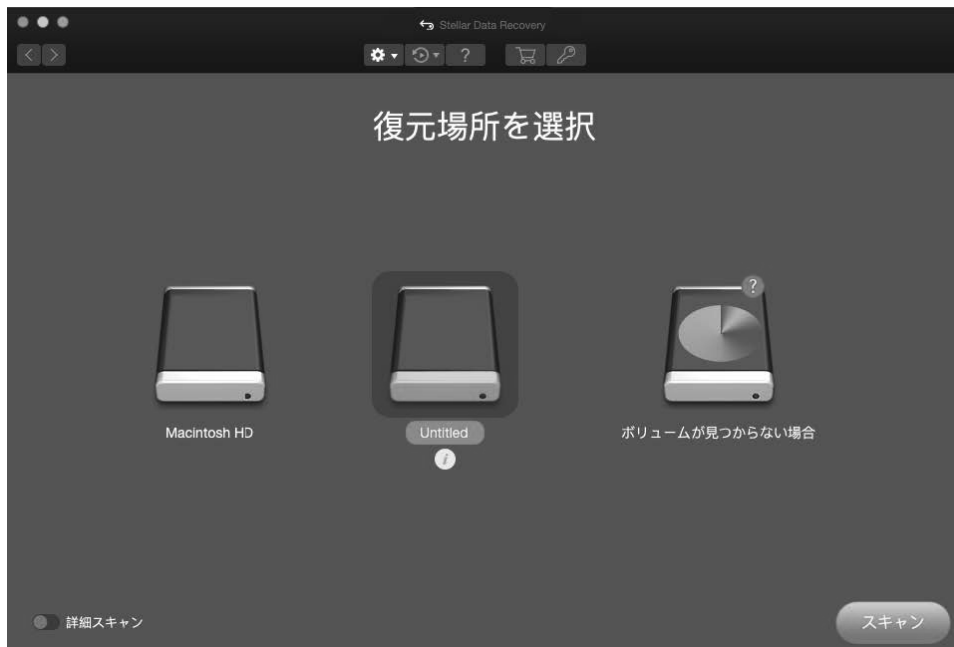 Stellar Data Recovery
?
復元場所を選択
?
Macintosh HD
Untitled
ボリュームが見つからない場合
i
詳細スキャン
スキャン